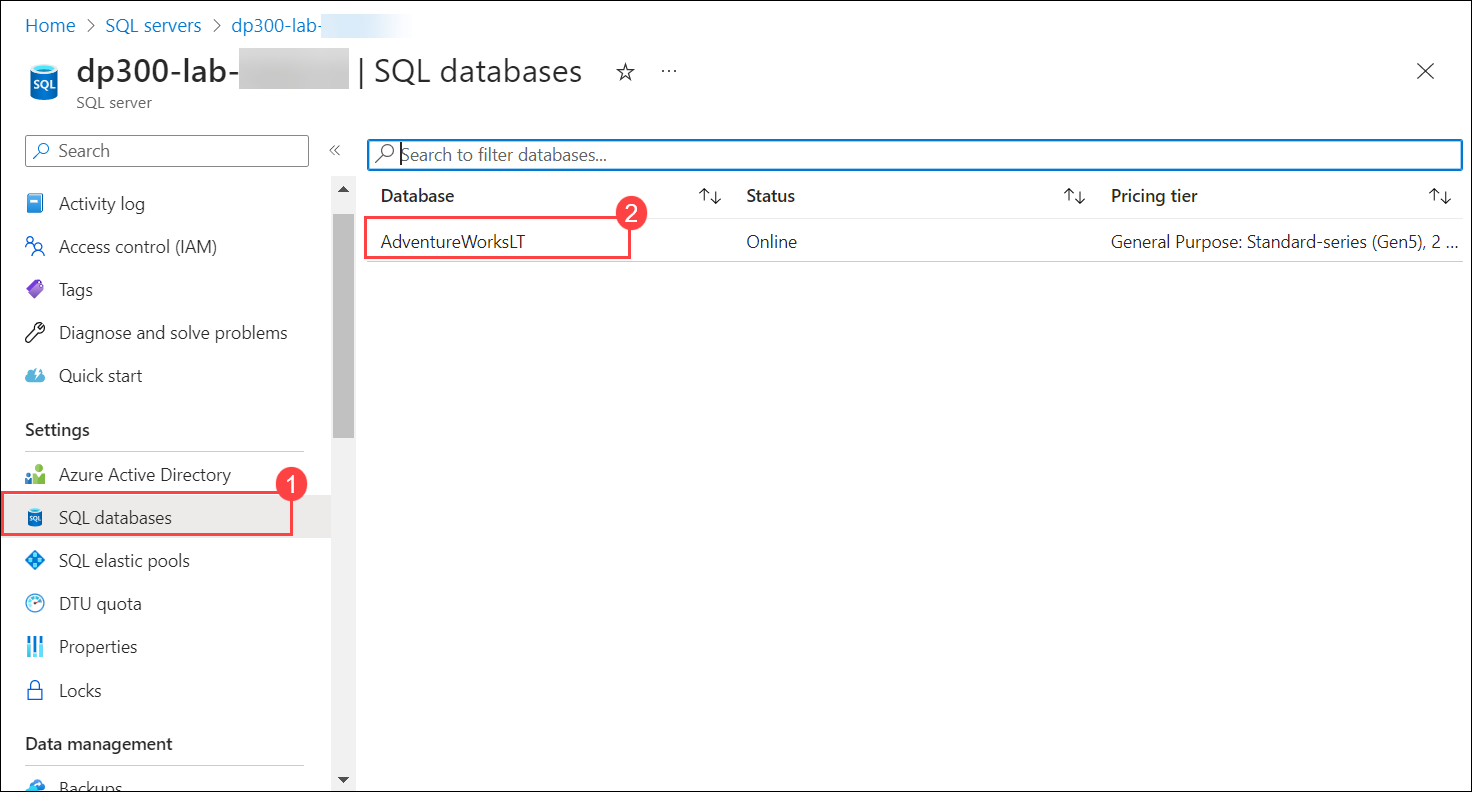 Home > SQL servers > dp300-lab-
dp300-lab- | SQL databases ☆ ...
SQL
SQL server
Search «
Activity log
Access control (IAM)
Tags
Diagnose and solve problems
Quick start
Settings
Azure Active Directory
1
SQL databases
SQL elastic pools
DTU quota
Properties
Locks
Data management
Backups
Search to filter databases...
Database Status Pricing tier
2
AdventureWorksLT Online General Purpose: Standard-series (Gen5), 2 ...